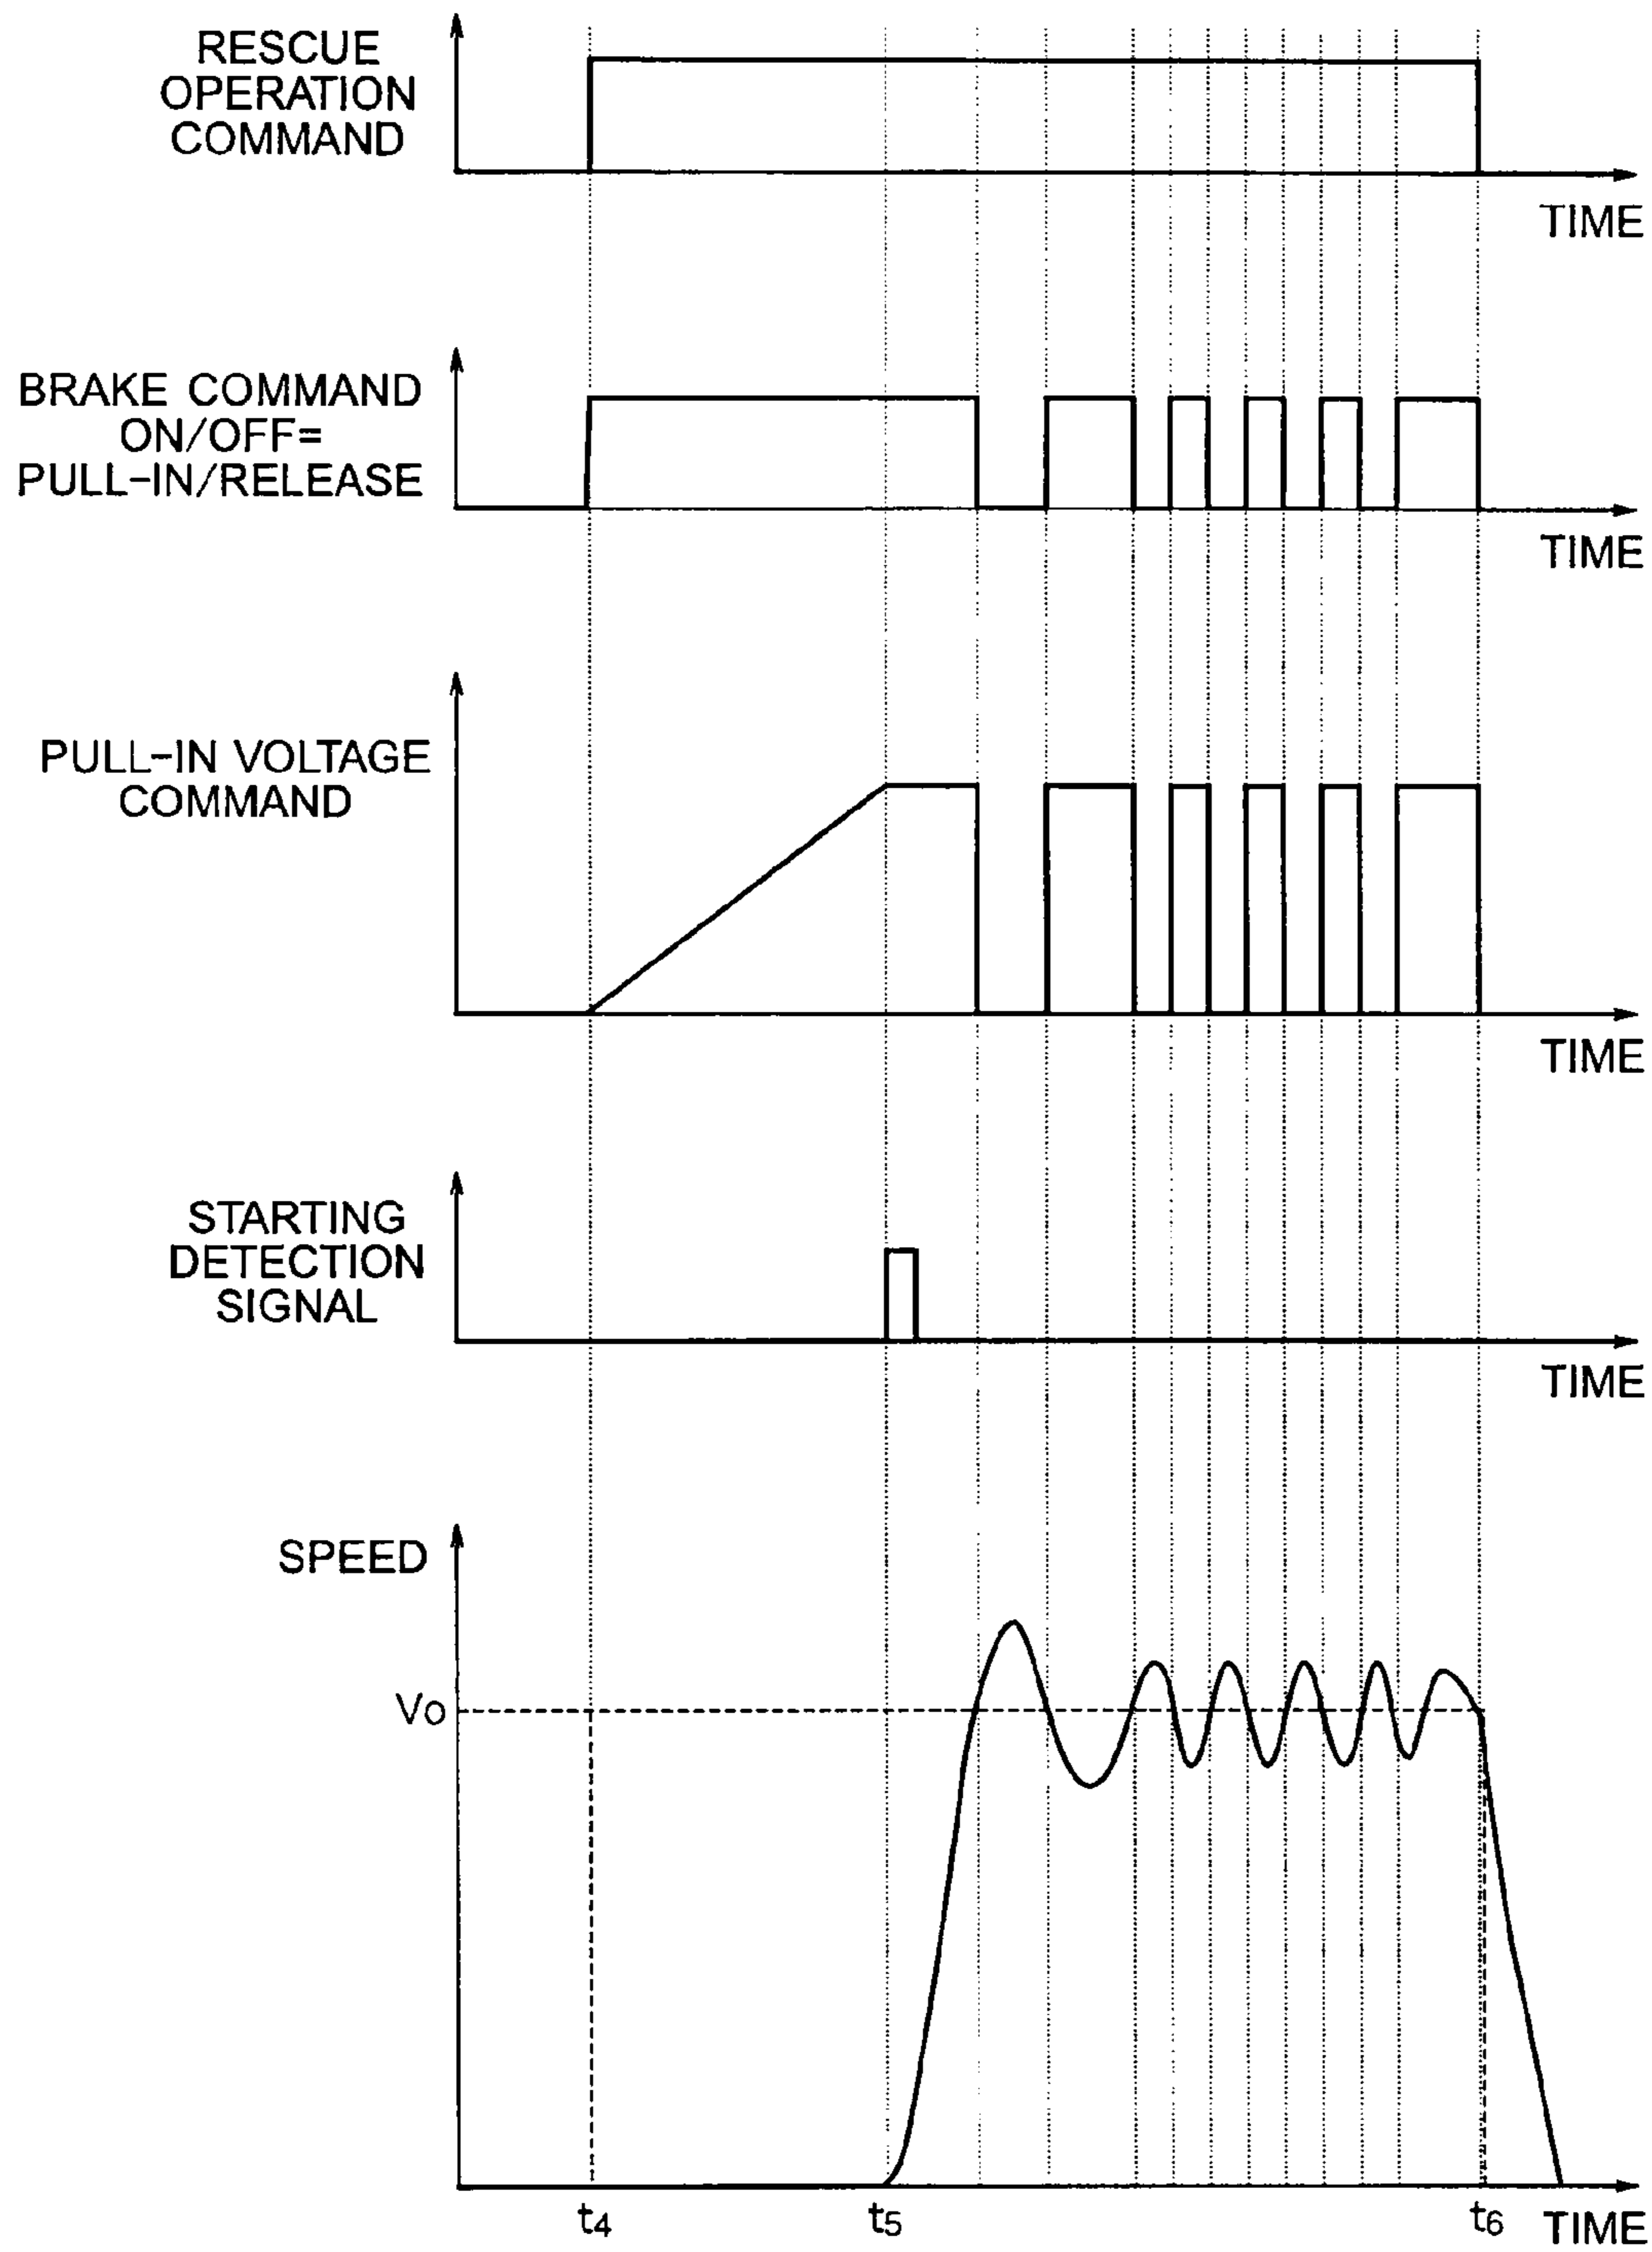 RESCUE
OPERATION
COMMAND
TIME
BRAKE COMMAND
ON/OFF=
PULL-IN/RELEASE
TIME
PULL-IN VOLTAGE
COMMAND
TIME
STARTING
DETECTION
SIGNAL
TIME
SPEED
V0
t4
t5
t6
TIME